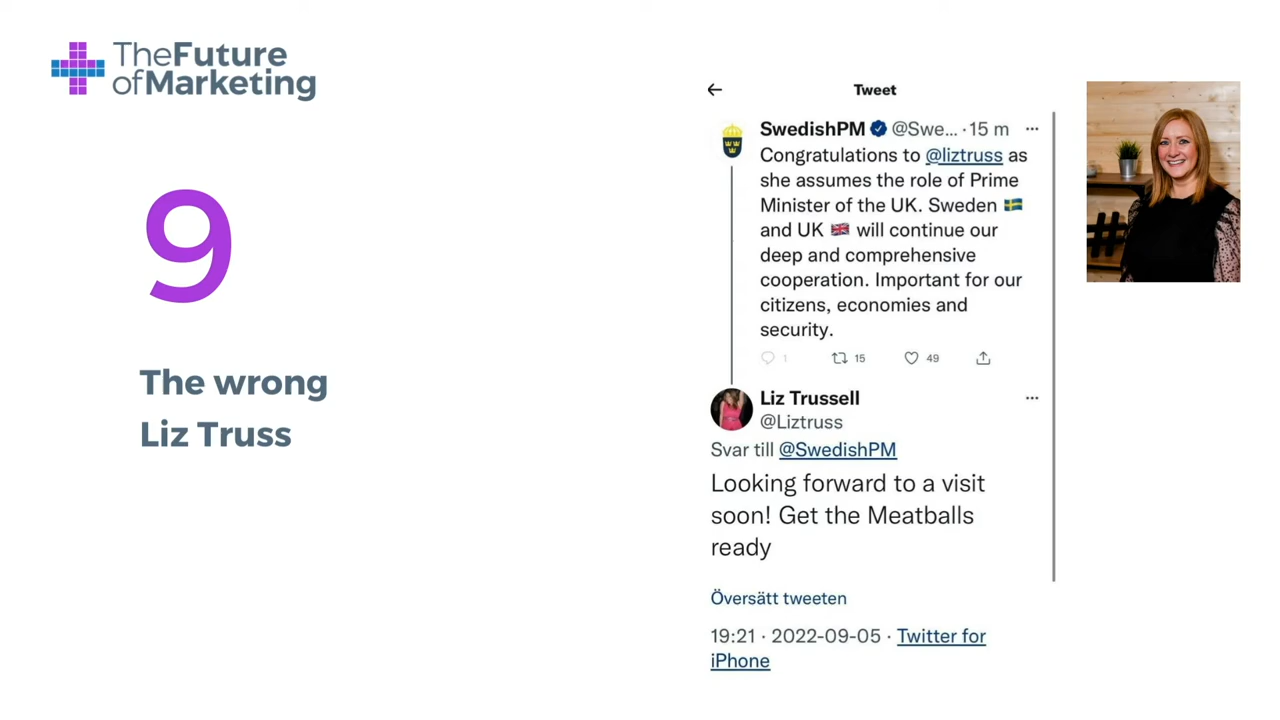 TheFuture
ofMarketing
9
The wrong
Liz Truss
Tweet
SwedishPM @Swe... · 15 m ...
Congratulations to @liztruss as
she assumes the role of Prime
Minister of the UK. Sweden 🇸🇪
and UK 🇬🇧 will continue our
deep and comprehensive
cooperation. Important for our
citizens, economies and
security.
1 15 49
Liz Trussell ...
@Liztruss
Svar till @SwedishPM
Looking forward to a visit
soon! Get the Meatballs
ready
Översätt tweeten
19:21 · 2022-09-05 · Twitter for
iPhone